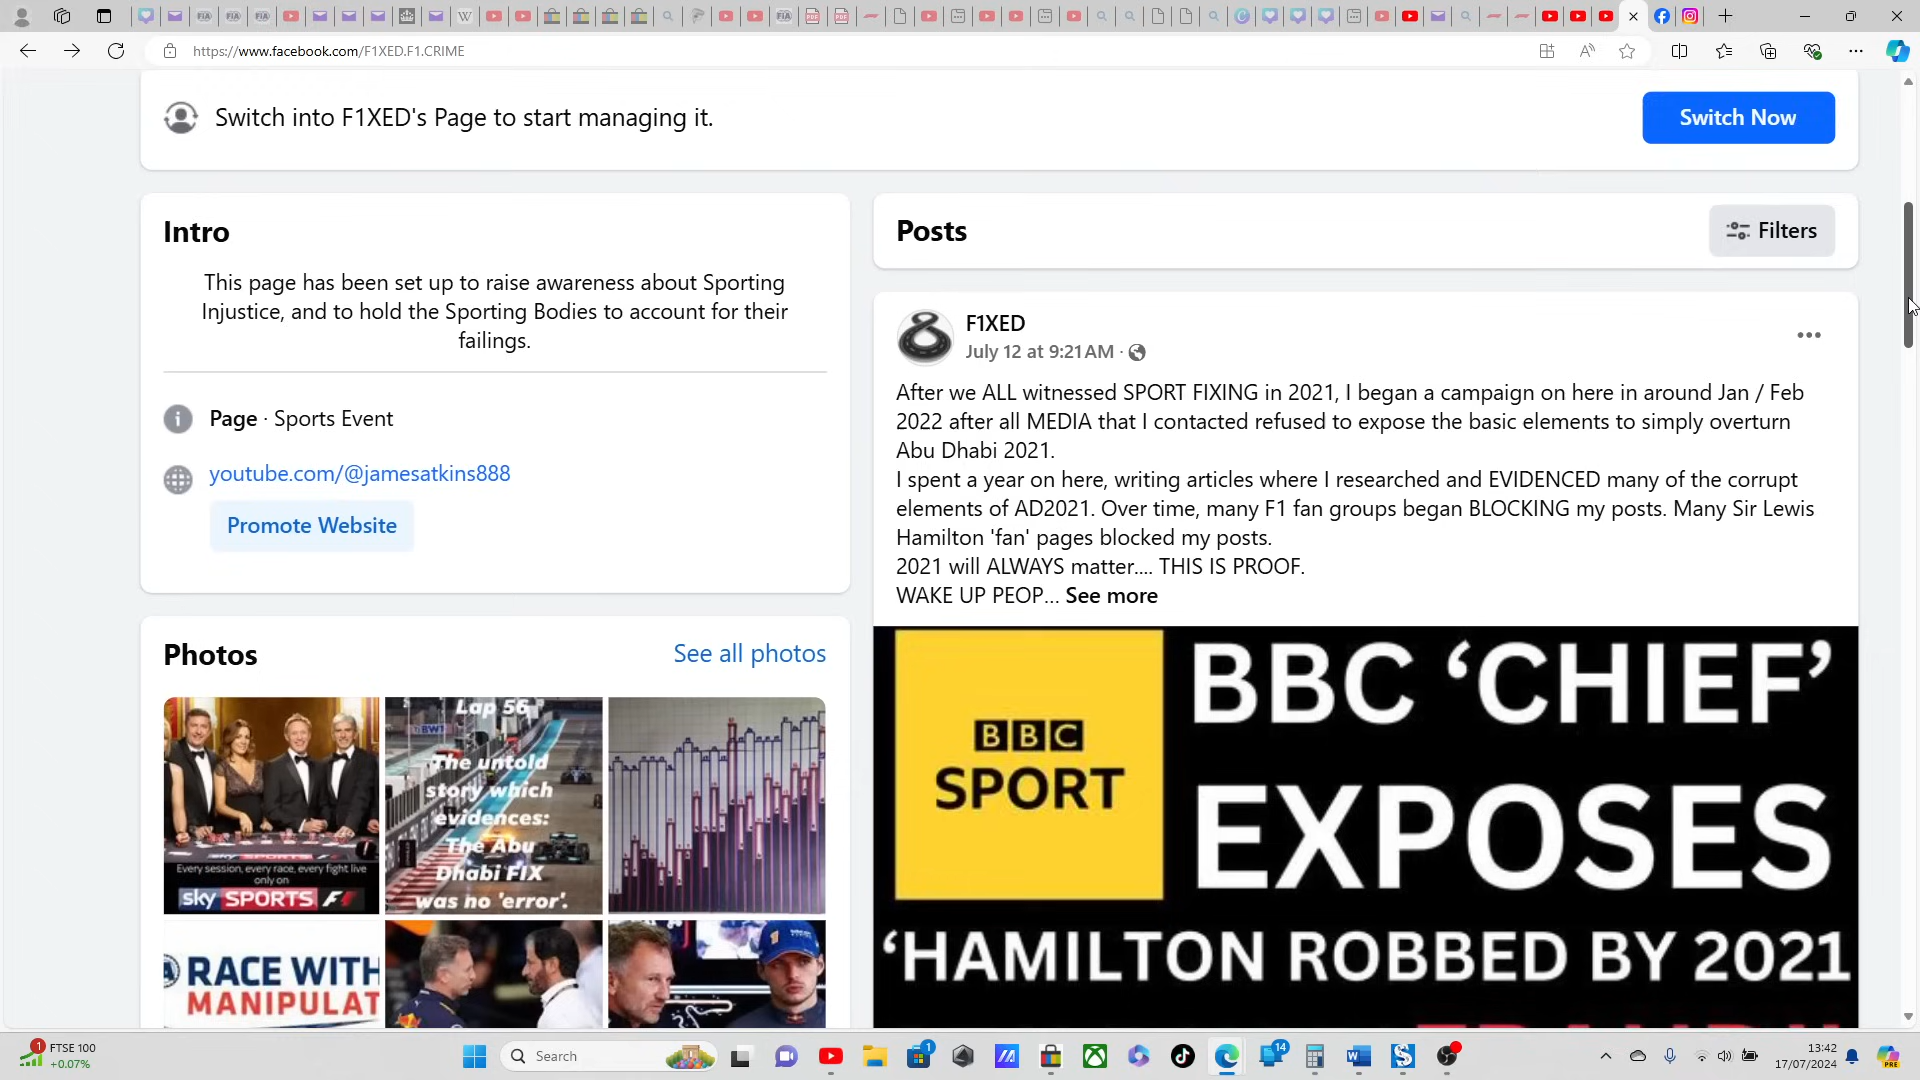 https://www.facebook.com/F1XED.F1.CRIME
Switch into F1XED's Page to start managing it.
Switch Now
Intro
This page has been set up to raise awareness about Sporting
Injustice, and to hold the Sporting Bodies to account for their
failings.
Page · Sports Event
youtube.com/@jamesatkins888
Promote Website
Photos
See all photos
Lap 56
BWT
The untold
story which
evidences:
The Abu
Dhabi FIX
was no 'error'.
Every session, every race, every fight live
only on
sky SPORTS F1
RACE WITH
MANIPULAT
Posts
Filters
F1XED
July 12 at 9:21 AM ·
After we ALL witnessed SPORT FIXING in 2021, I began a campaign on here in around Jan / Feb
2022 after all MEDIA that I contacted refused to expose the basic elements to simply overturn
Abu Dhabi 2021.
I spent a year on here, writing articles where I researched and EVIDENCED many of the corrupt
elements of AD2021. Over time, many F1 fan groups began BLOCKING my posts. Many Sir Lewis
Hamilton 'fan' pages blocked my posts.
2021 will ALWAYS matter.... THIS IS PROOF.
WAKE UP PEOP... See more
BBC
SPORT
BBC ‘CHIEF’
EXPOSES
‘HAMILTON ROBBED BY 2021
1
FTSE 100
+0.07%
Search
1
14
PRE
13:42
17/07/2024